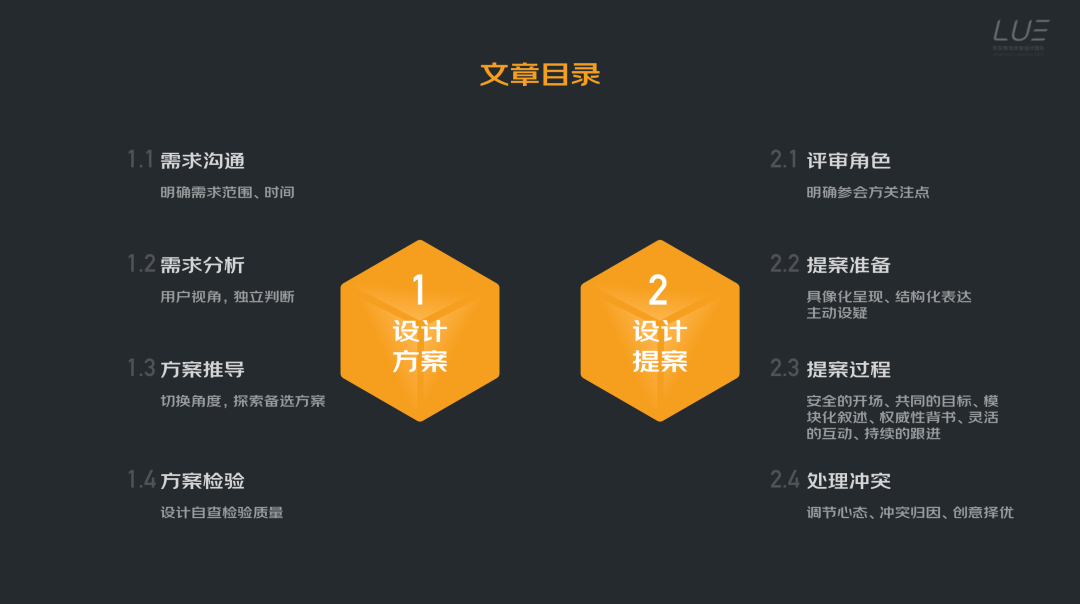 LUE
文章目录
1.1 需求沟通
明确需求范围、时间
1.2 需求分析
用户视角，独立判断
1.3 方案推导
切换角度，探索备选方案
1.4 方案检验
设计自查检验质量
1
设计
方案
2
设计
提案
2.1 评审角色
明确参会方关注点
2.2 提案准备
具像化呈现、结构化表达
主动设疑
2.3 提案过程
安全的开场、共同的目标、模
块化叙述、权威性背书、灵活
的互动、持续的跟进
2.4 处理冲突
调节心态、冲突归因、创意择优